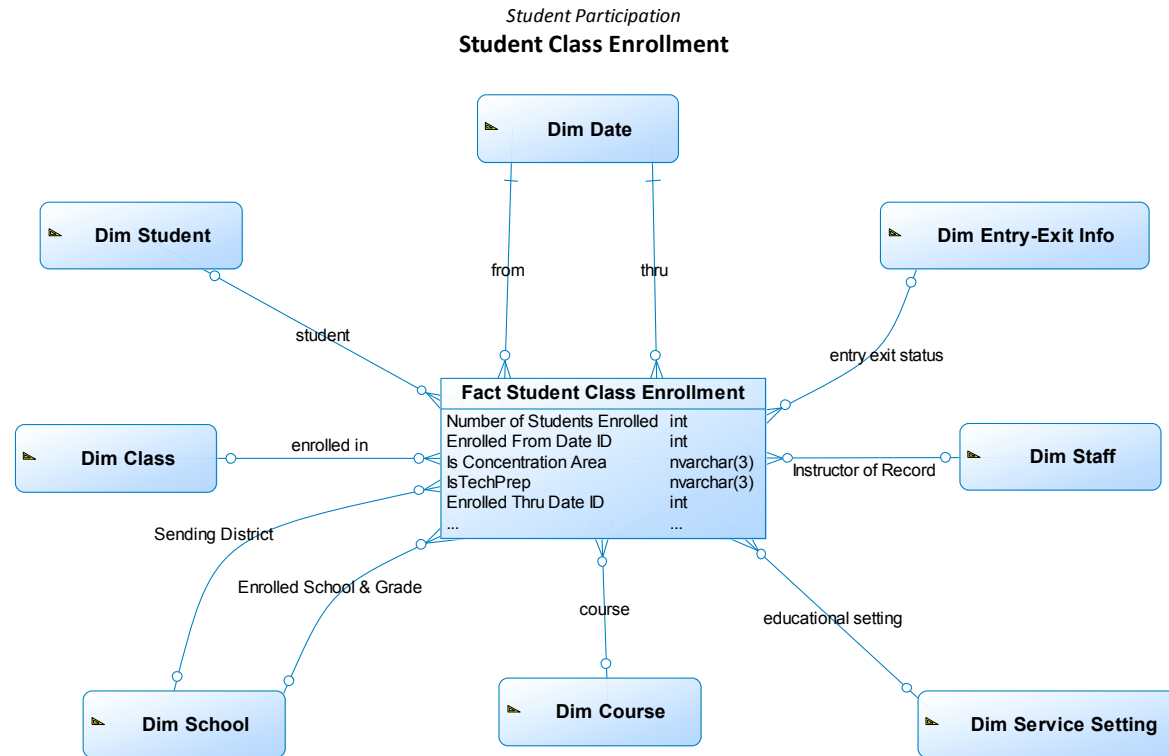 Student Participation
Student Class Enrollment
Dim Date
Dim Student
Dim Entry-Exit Info
from
thru
student
entry exit status
Fact Student Class Enrollment
Number of Students Enrolled int
Enrolled From Date ID int
Is Concentration Area nvarchar(3)
IsTechPrep nvarchar(3)
Enrolled Thru Date ID int
... ...
enrolled in
Dim Class
Instructor of Record
Dim Staff
Sending District
Enrolled School & Grade
course
educational setting
Dim School
Dim Course
Dim Service Setting